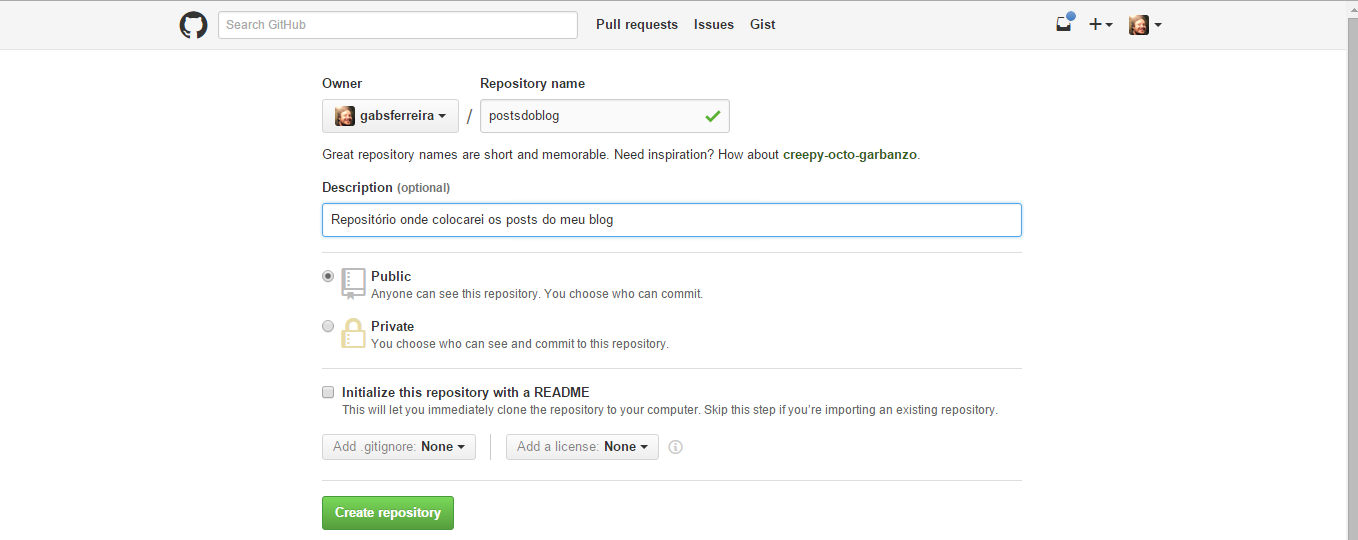 Search GitHub Pull requests Issues Gist
Owner Repository name
gabsferreira / postsdoblog
Great repository names are short and memorable. Need inspiration? How about creepy-octo-garbanzo.
Description (optional)
Repositório onde colocarei os posts do meu blog
Public
Anyone can see this repository. You choose who can commit.
Private
You choose who can see and commit to this repository.
Initialize this repository with a README
This will let you immediately clone the repository to your computer. Skip this step if you’re importing an existing repository.
Add .gitignore: None Add a license: None
Create repository